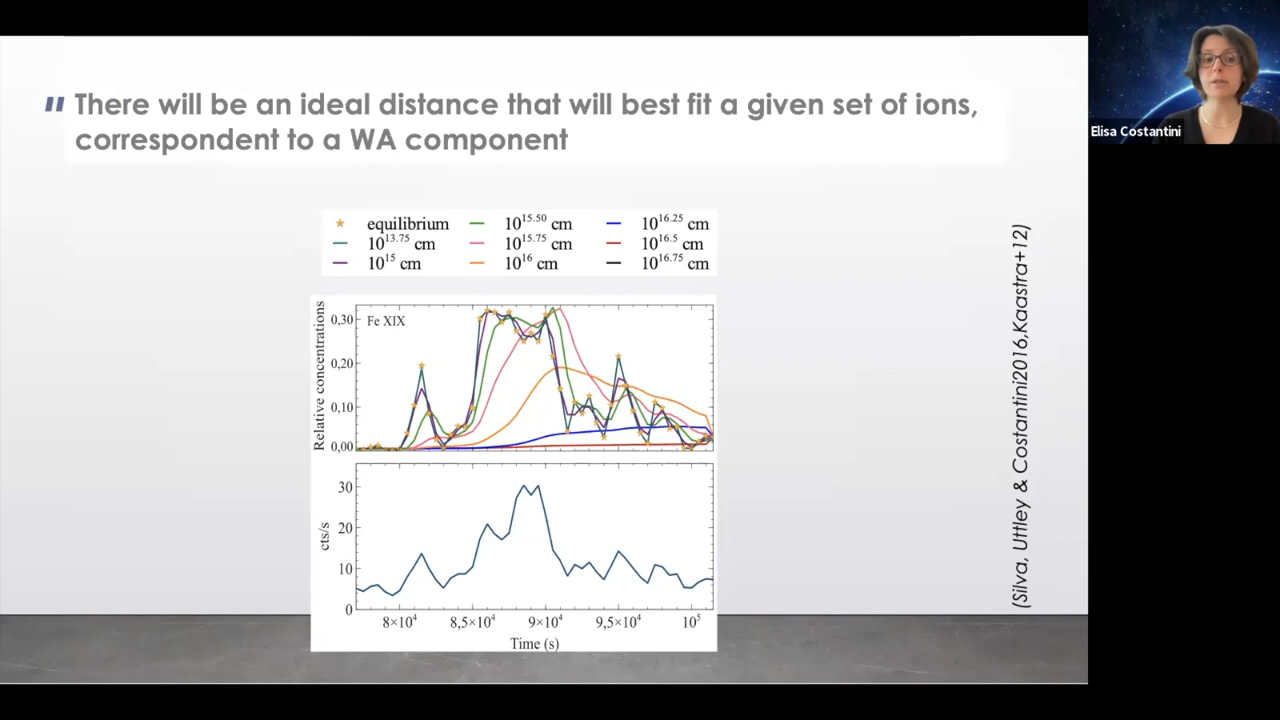 " There will be an ideal distance that will best fit a given set of ions,
correspondent to a WA component
Elisa Costantini
equilibrium
10^13.75 cm
10^15 cm
10^15.50 cm
10^15.75 cm
10^16 cm
10^16.25 cm
10^16.5 cm
10^16.75 cm
Relative concentrations
0,30
0,20
0,10
0,00
Fe XIX
cts/s
30
20
10
0
8×10^4
8,5×10^4
9×10^4
9,5×10^4
10^5
Time (s)
(Silva, Uttley & Costantini2016,Kaastra+12)